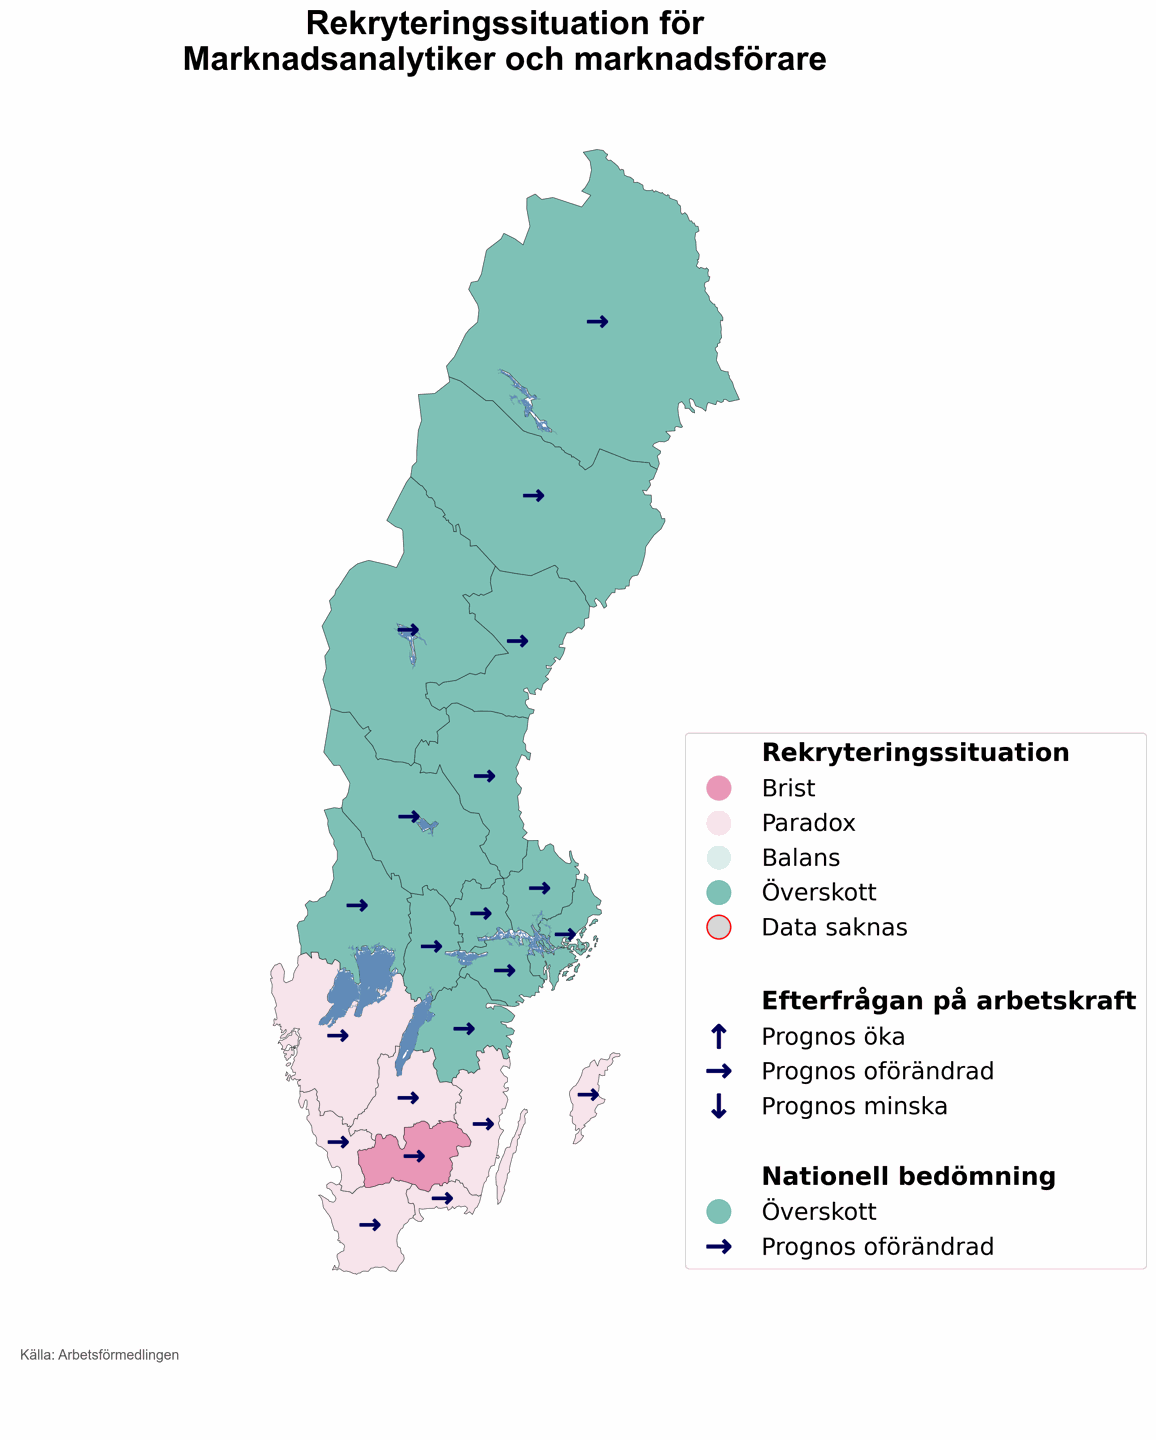 Rekryteringssituation för
Marknadsanalytiker och marknadsförare
Rekryteringssituation
Brist
Paradox
Balans
Överskott
Data saknas
Efterfrågan på arbetskraft
Prognos öka
Prognos oförändrad
Prognos minska
Nationell bedömning
Överskott
Prognos oförändrad
Källa: Arbetsförmedlingen